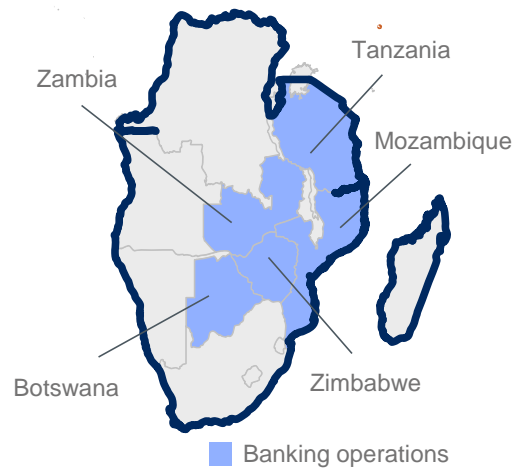 Tanzania
Zambia
Mozambique
Zimbabwe
Botswana
Banking operations